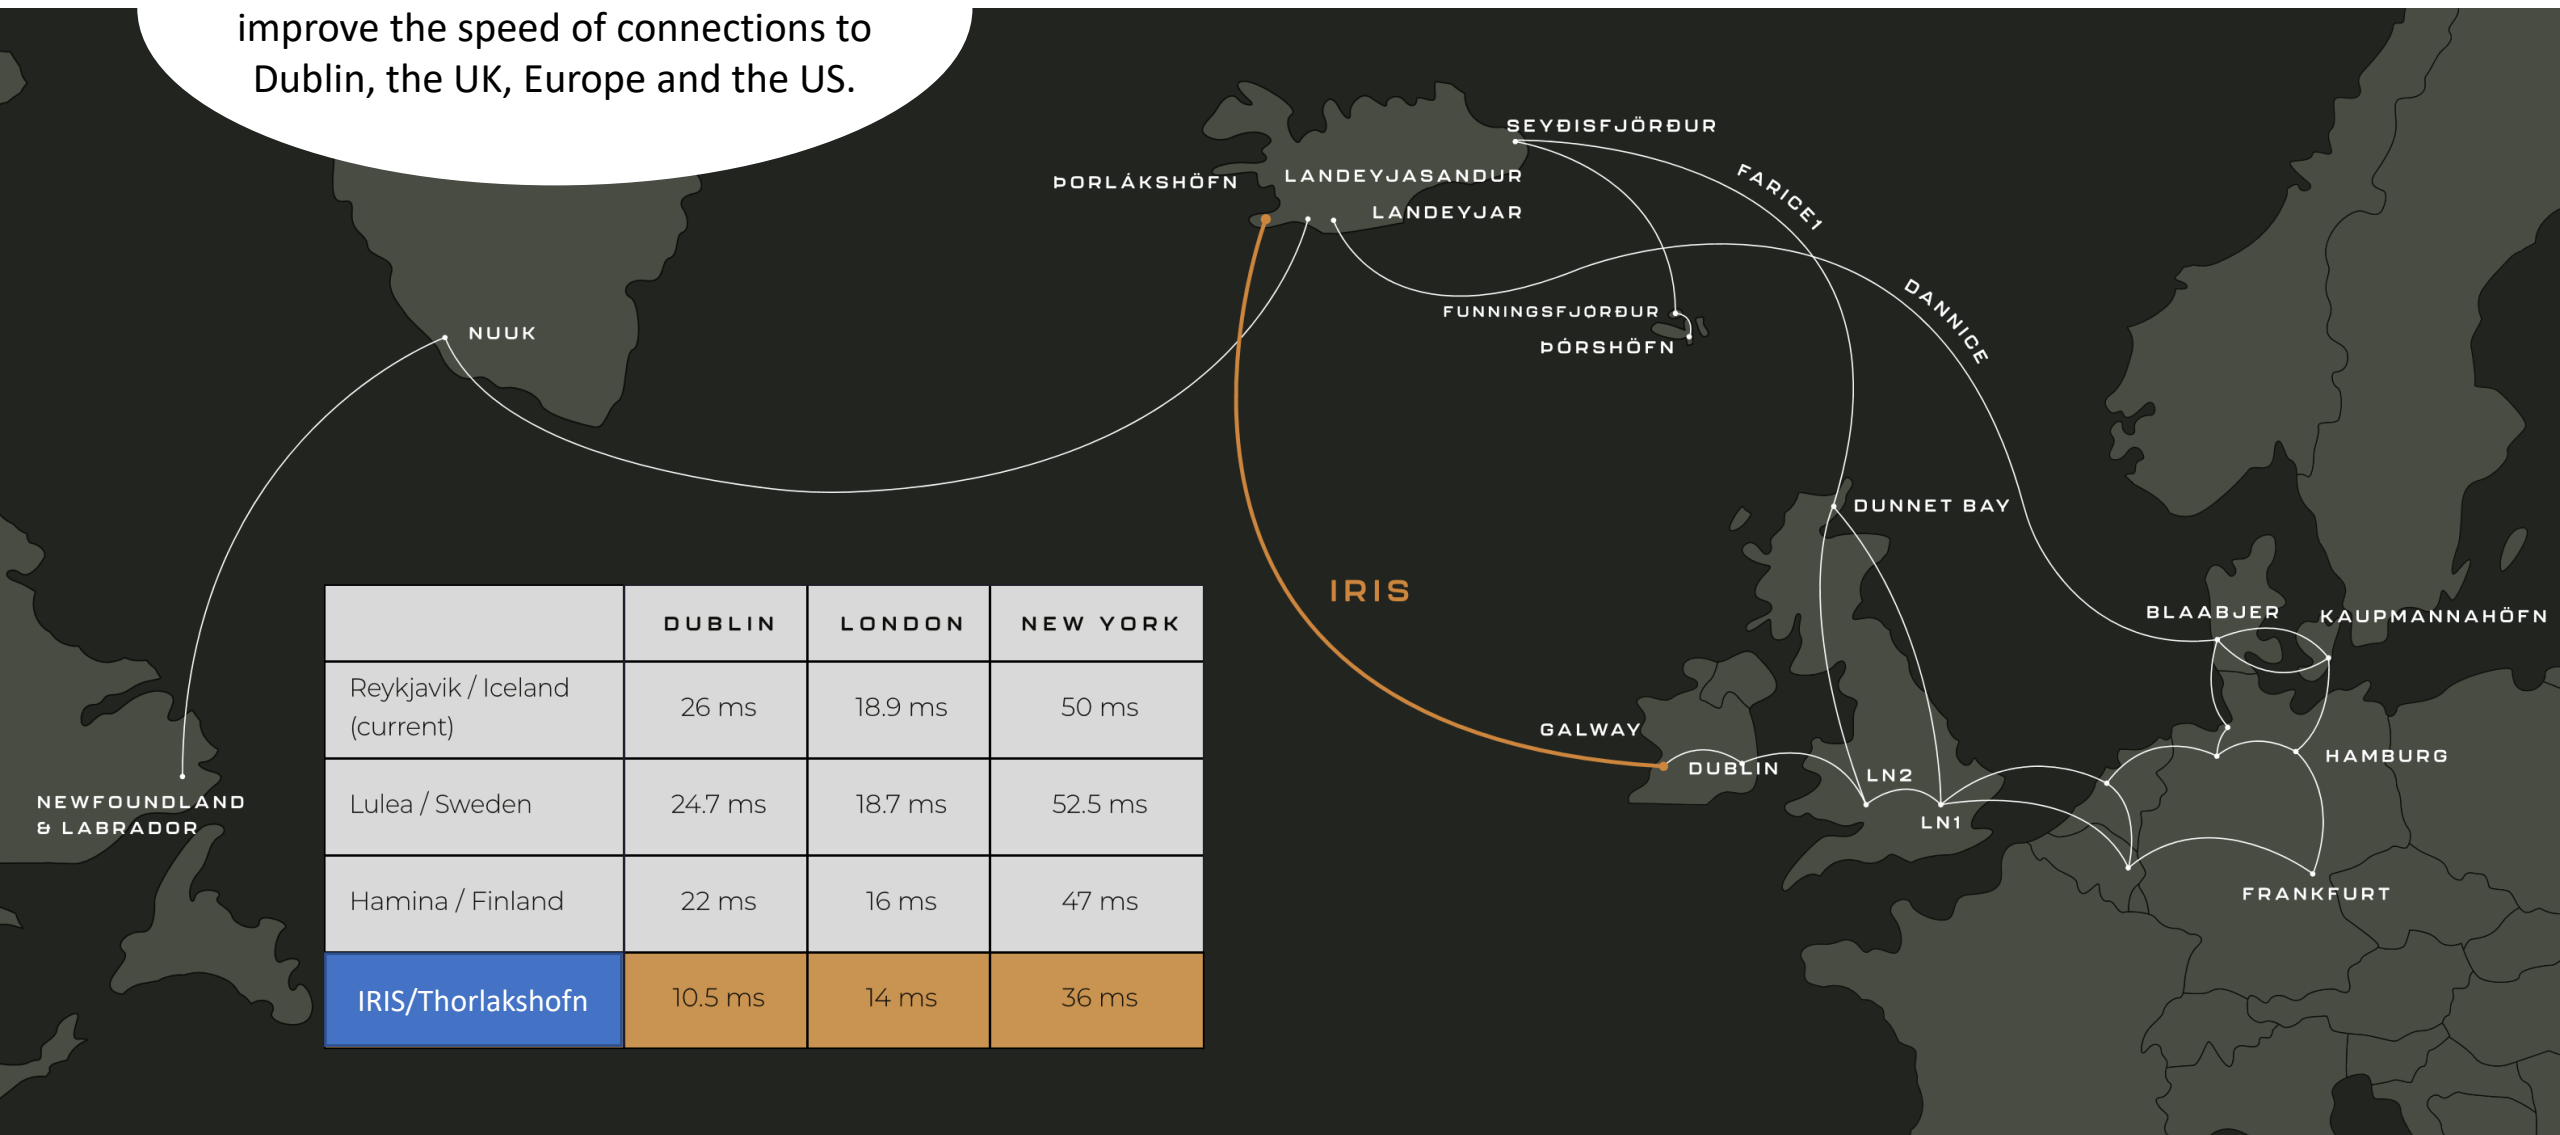 improve the speed of connections to
Dublin, the UK, Europe and the US.
SEYÐISFJÖRÐUR
ÞORLÁKSHÖFN
LANDEYJASANDUR
LANDEYJAR
FARICE1
DANNICE
FUNNINGSFJØRÐUR
ÞÓRSHÖFN
NUUK
DUNNET BAY
IRIS
BLAABJER
KAUPMANNAHÖFN
GALWAY
DUBLIN
LN2
LN1
HAMBURG
FRANKFURT
NEWFOUNDLAND
& LABRADOR
DUBLIN LONDON NEW YORK
Reykjavik / Iceland
(current) 26 ms 18.9 ms 50 ms
Lulea / Sweden 24.7 ms 18.7 ms 52.5 ms
Hamina / Finland 22 ms 16 ms 47 ms
IRIS/Thorlakshofn 10.5 ms 14 ms 36 ms